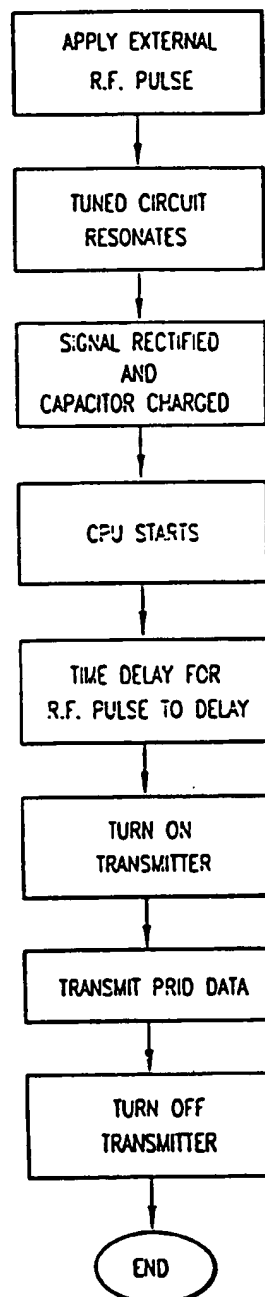 APPLY EXTERNAL
R.F. PULSE
TUNED CIRCUIT
RESONATES
SIGNAL RECTIFIED
AND
CAPACITOR CHARGED
CPU STARTS
TIME DELAY FOR
R.F. PULSE TO DELAY
TURN ON
TRANSMITTER
TRANSMIT PRID DATA
TURN OFF
TRANSMITTER
END